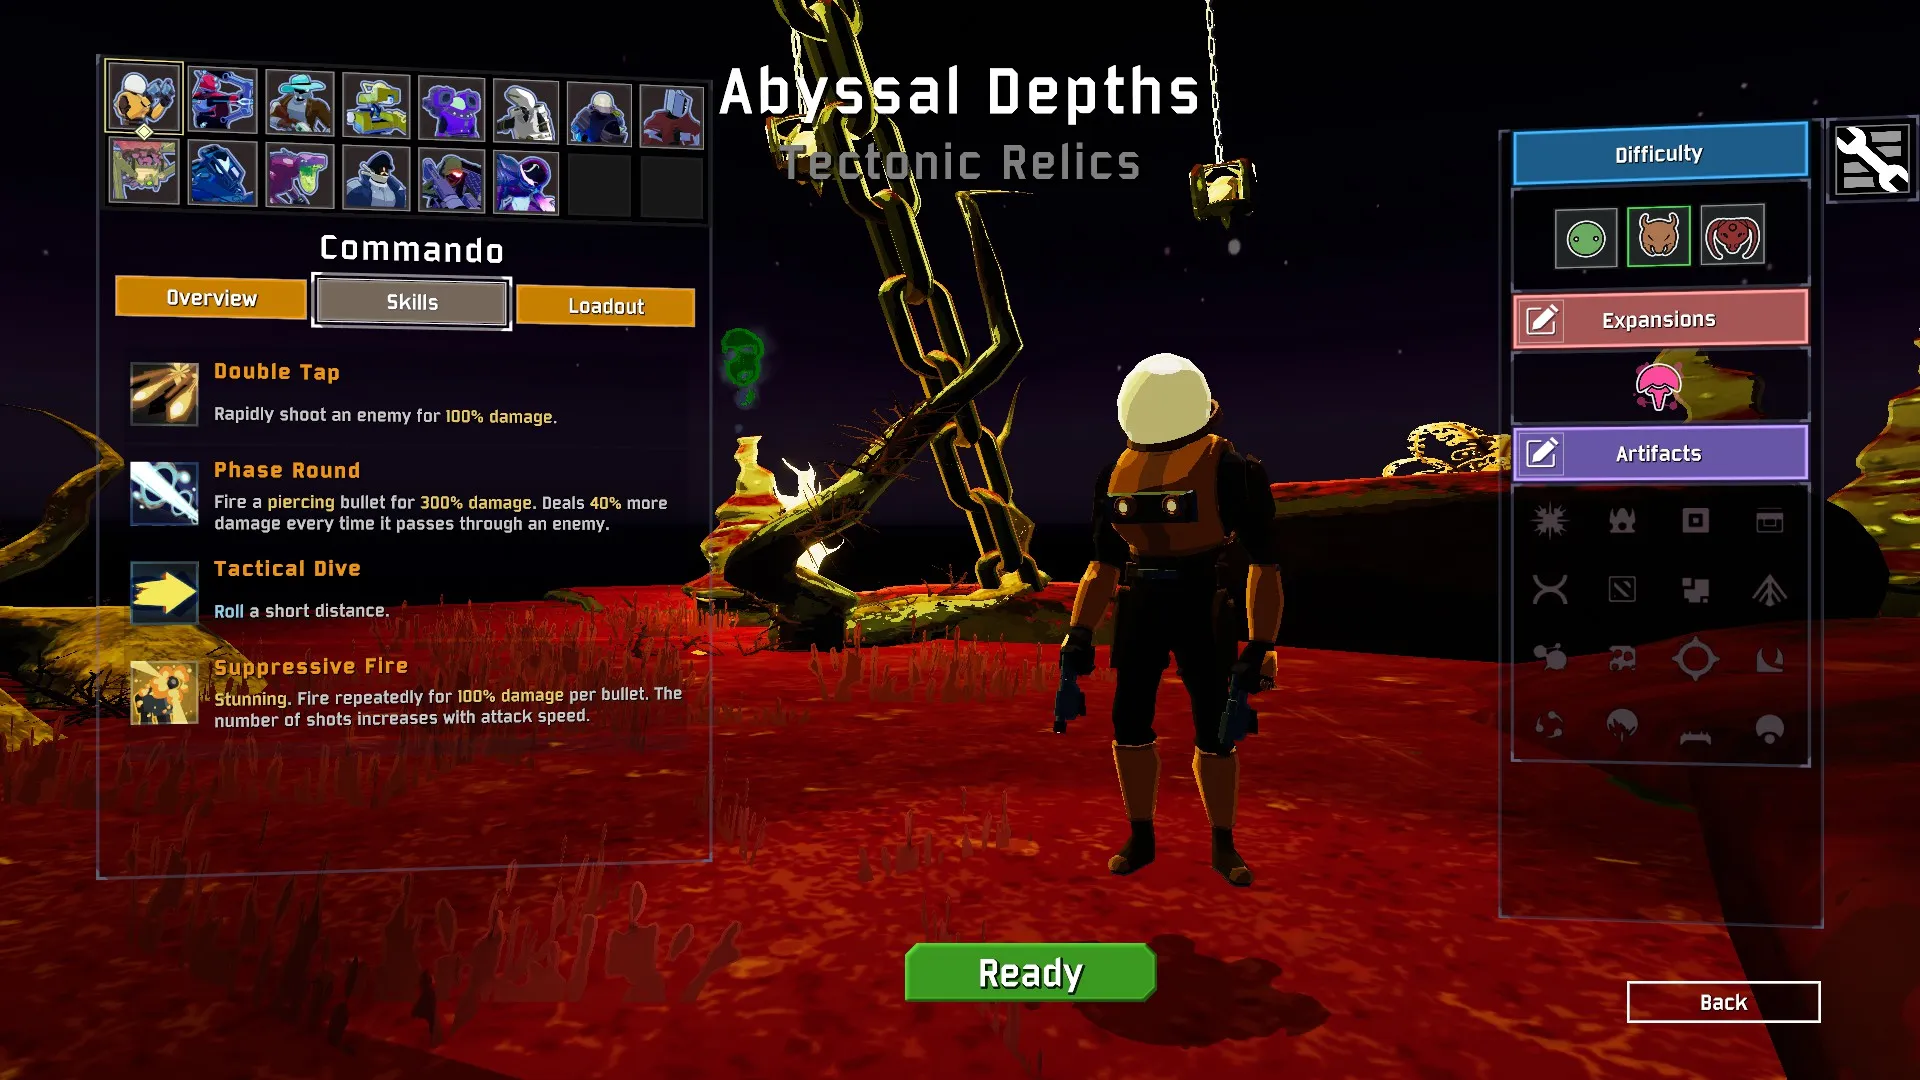 Abyssal Depths
Tectonic Relics
Commando
Overview
Skills
Loadout
Double Tap
Rapidly shoot an enemy for 100% damage.
Phase Round
Fire a piercing bullet for 300% damage. Deals 40% more
damage every time it passes through an enemy.
Tactical Dive
Roll a short distance.
Suppressive Fire
Stunning. Fire repeatedly for 100% damage per bullet. The
number of shots increases with attack speed.
Difficulty
Expansions
Artifacts
Ready
Back